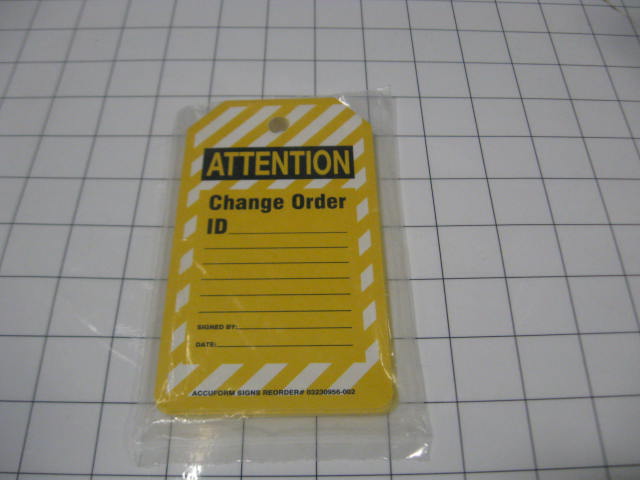 ATTENTION
Change Order
ID
SIGNED BY:
DATE:
ACCUFORM SIGNS REORDER# 03230956-002